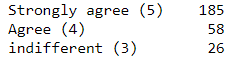 Strongly agree (5) 185
Agree (4) 58
indifferent (3) 26